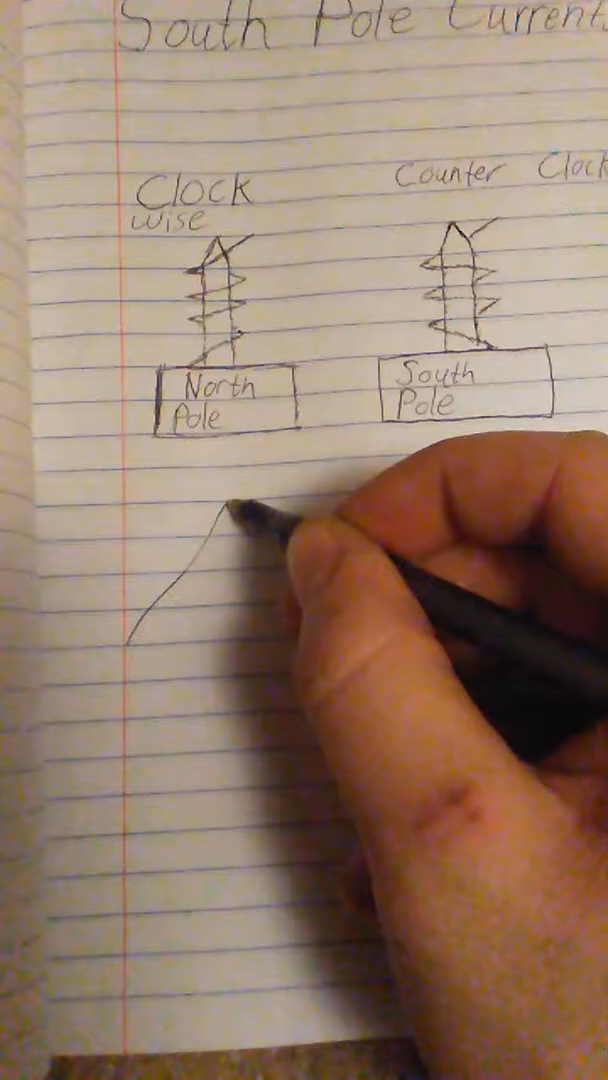 South Pole Current
Clock
wise
Counter Clock
North
Pole
South
Pole